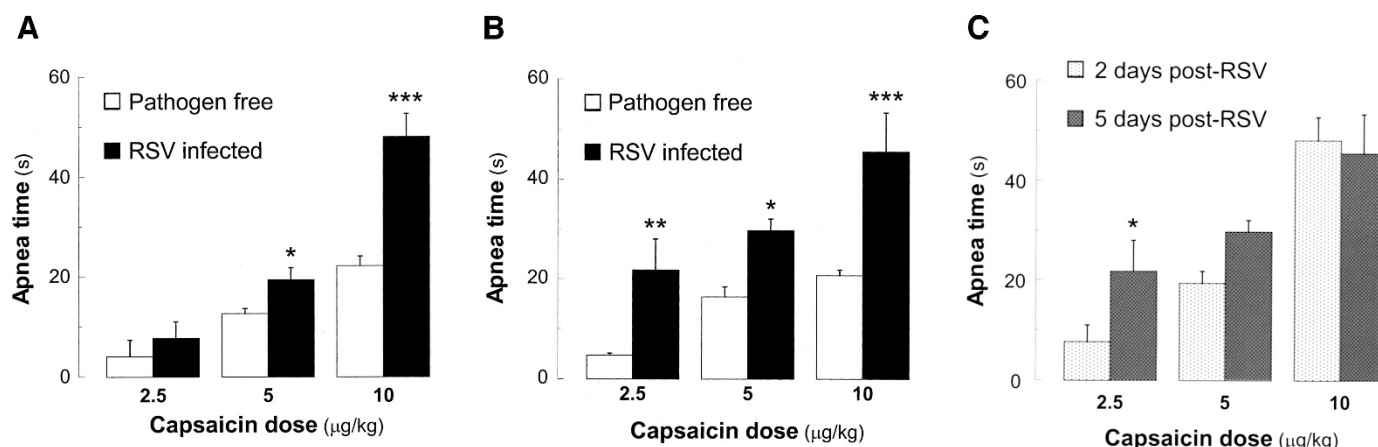 A
60
40
20
0
Apnea time (s)
Pathogen free
RSV infected
*
***
2.5
5
10
Capsaicin dose (μg/kg)
B
60
40
20
0
Apnea time (s)
Pathogen free
RSV infected
**
*
***
2.5
5
10
Capsaicin dose (μg/kg)
C
60
40
20
0
Apnea time (s)
2 days post-RSV
5 days post-RSV
*
2.5
5
10
Capsaicin dose (μg/kg)